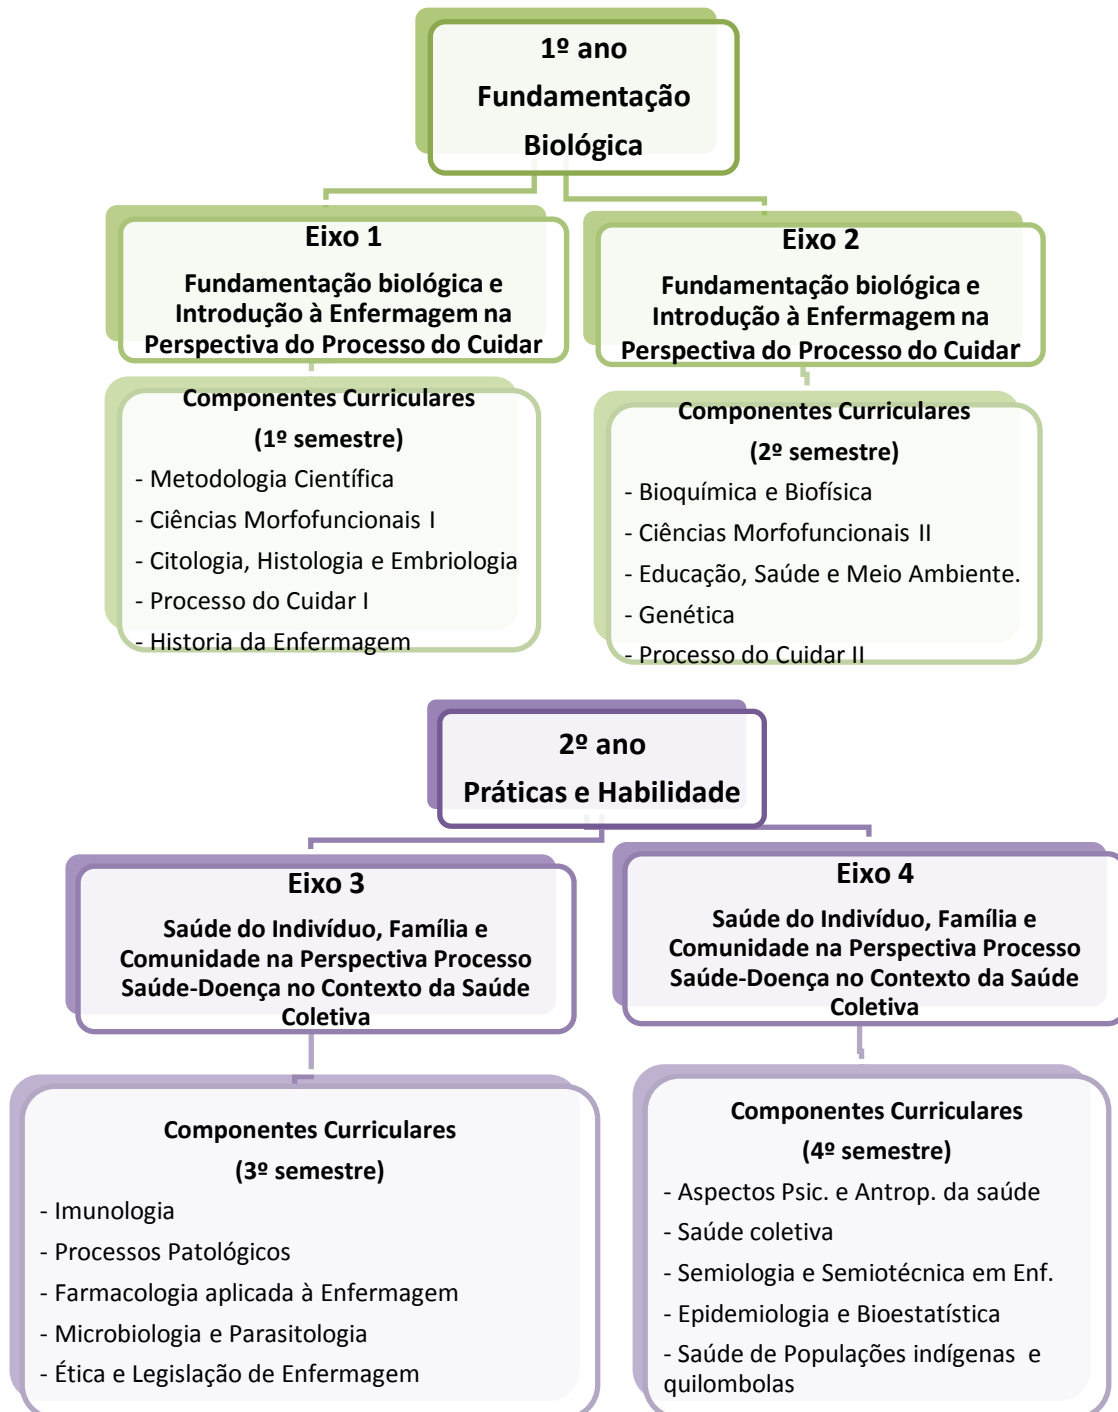 1º ano
Fundamentação
Biológica
Eixo 1
Fundamentação biológica e
Introdução à Enfermagem na
Perspectiva do Processo do Cuidar
Eixo 2
Fundamentação biológica e
Introdução à Enfermagem na
Perspectiva do Processo do Cuidar
Componentes Curriculares
(1º semestre)
- Metodologia Científica
- Ciências Morfofuncionais I
- Citologia, Histologia e Embriologia
- Processo do Cuidar I
- Historia da Enfermagem
Componentes Curriculares
(2º semestre)
- Bioquímica e Biofísica
- Ciências Morfofuncionais II
- Educação, Saúde e Meio Ambiente.
- Genética
- Processo do Cuidar II
2º ano
Práticas e Habilidade
Eixo 3
Saúde do Indivíduo, Família e
Comunidade na Perspectiva Processo
Saúde-Doença no Contexto da Saúde
Coletiva
Eixo 4
Saúde do Indivíduo, Família e
Comunidade na Perspectiva Processo
Saúde-Doença no Contexto da Saúde
Coletiva
Componentes Curriculares
(3º semestre)
- Imunologia
- Processos Patológicos
- Farmacologia aplicada à Enfermagem
- Microbiologia e Parasitologia
- Ética e Legislação de Enfermagem
Componentes Curriculares
(4º semestre)
- Aspectos Psic. e Antrop. da saúde
- Saúde coletiva
- Semiologia e Semiotécnica em Enf.
- Epidemiologia e Bioestatística
- Saúde de Populações indígenas e
quilombolas